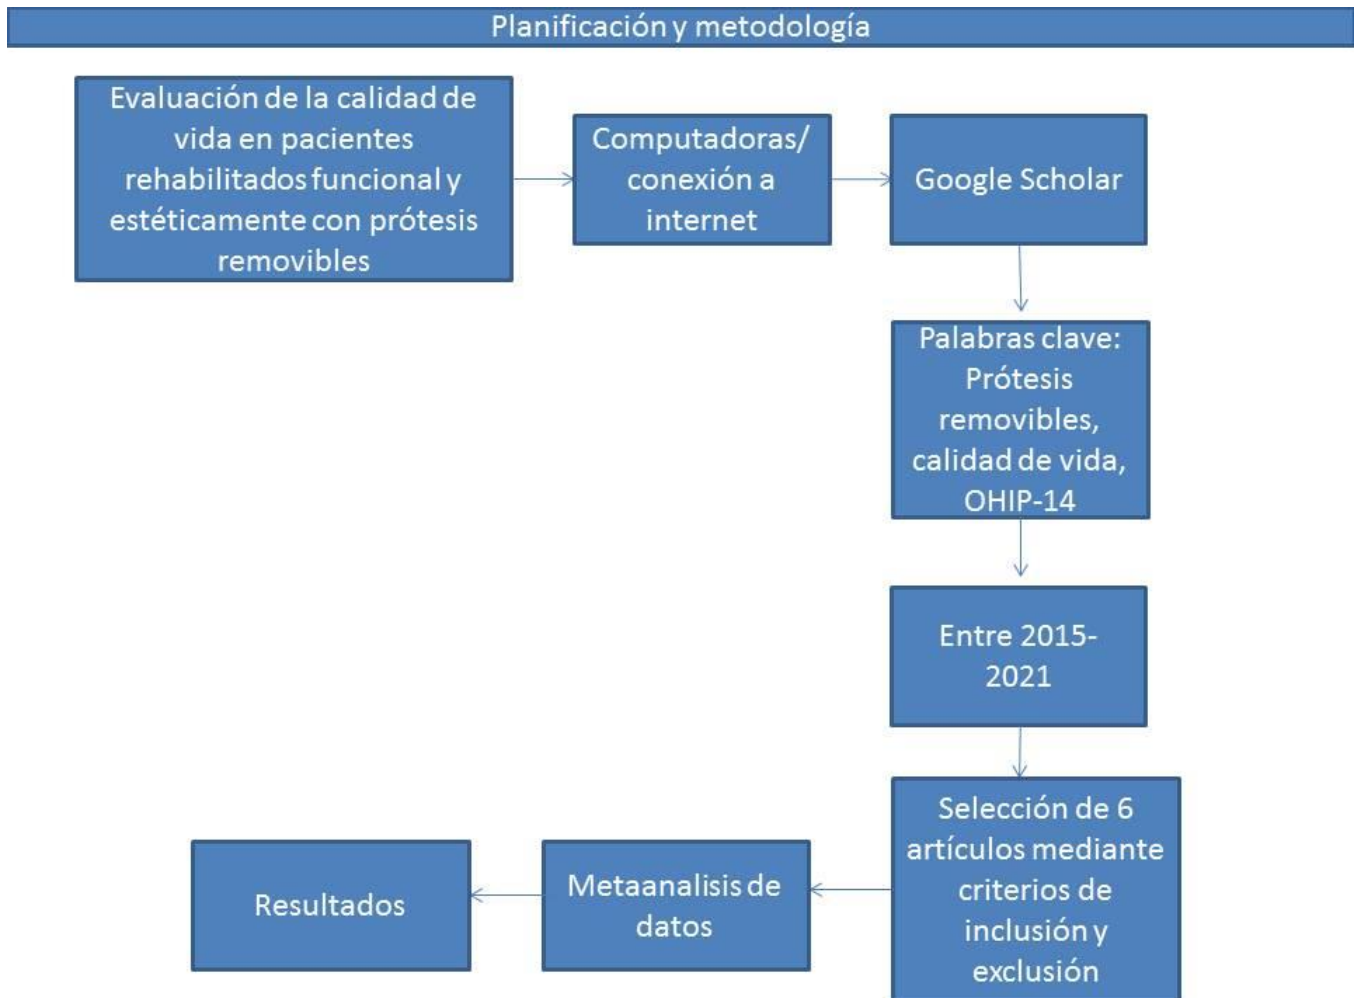 Planificación y metodología
Evaluación de la calidad de
vida en pacientes
rehabilitados funcional y
estéticamente con prótesis
removibles
Computadoras/
conexión a
internet
Google Scholar
Palabras clave:
Prótesis
removibles,
calidad de vida,
OHIP-14
Entre 2015-
2021
Selección de 6
artículos mediante
criterios de
inclusión y
exclusión
Metaanalisis de
datos
Resultados